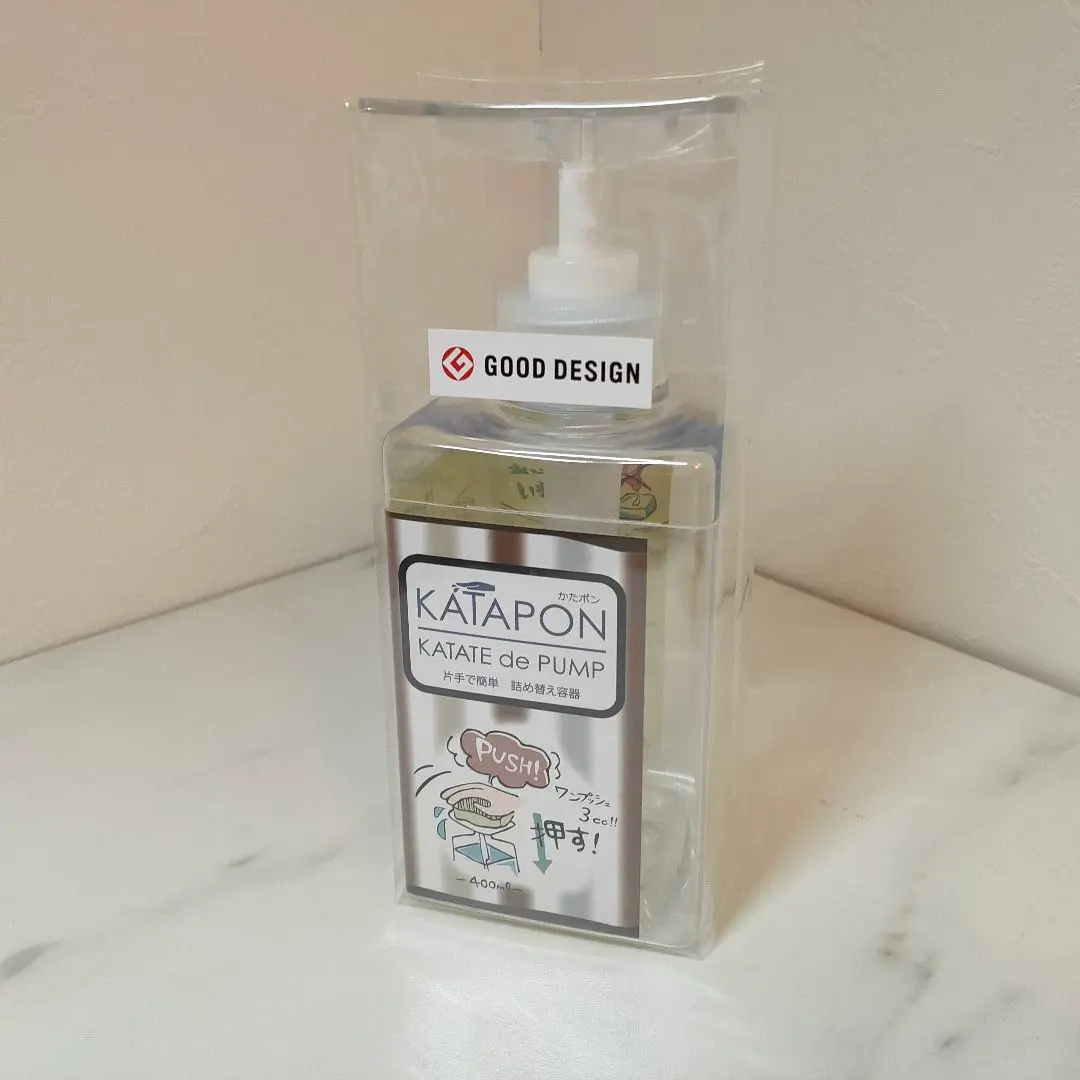 GOOD DESIGN
かたポン
KATAPON
KATATE de PUMP
片手で簡単 詰め替え容器
PUSH!
ワンプッシュ
3cc!!
押す!
-400ml-